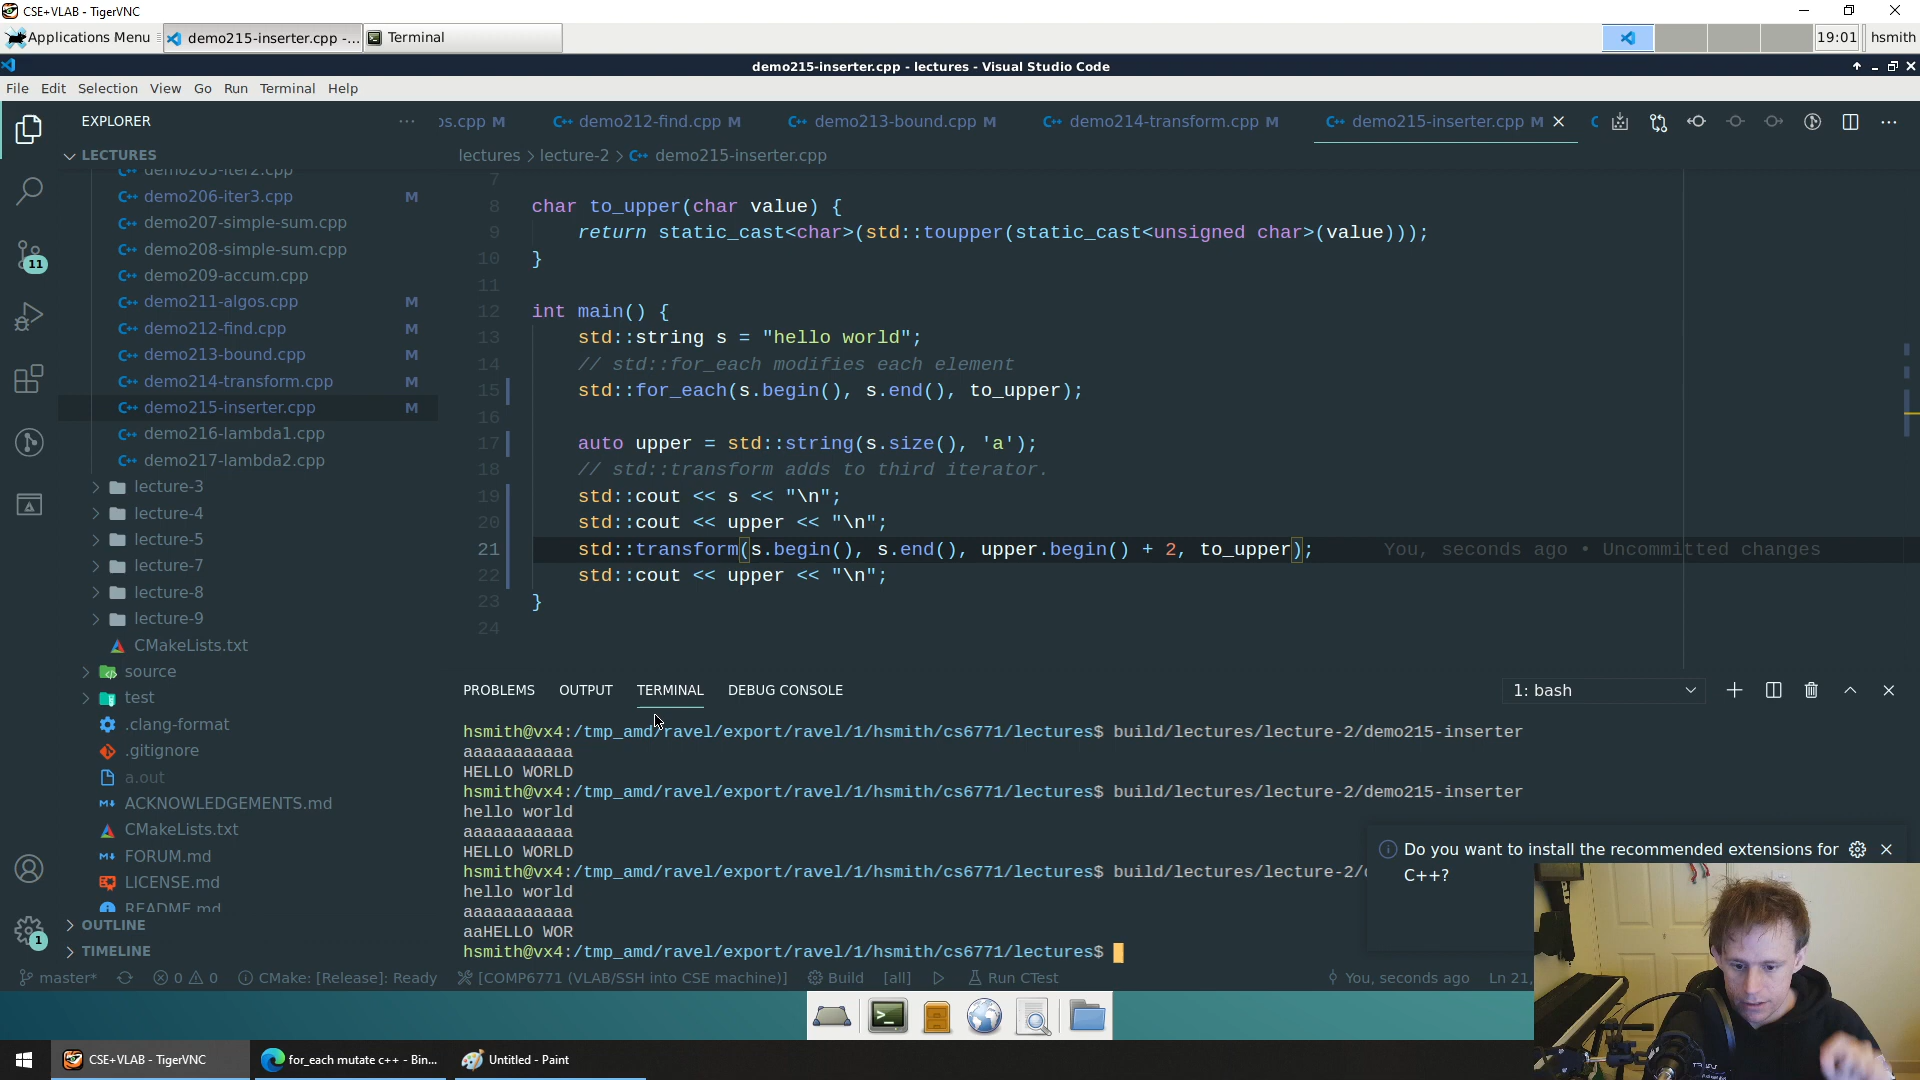 CSE+VLAB - TigerVNC
Applications Menu
demo215-inserter.cpp -...
Terminal
19:01
hsmith
demo215-inserter.cpp - lectures - Visual Studio Code
File Edit Selection View Go Run Terminal Help
EXPLORER
os.cpp M
demo212-find.cpp M
demo213-bound.cpp M
demo214-transform.cpp M
demo215-inserter.cpp M
LECTURES
lectures > lecture-2 > demo215-inserter.cpp
demo205-iter2.cpp
demo206-iter3.cpp M
demo207-simple-sum.cpp
demo208-simple-sum.cpp
demo209-accum.cpp
demo211-algos.cpp M
demo212-find.cpp M
demo213-bound.cpp M
demo214-transform.cpp M
demo215-inserter.cpp M
demo216-lambda1.cpp
demo217-lambda2.cpp
lecture-3
lecture-4
lecture-5
lecture-7
lecture-8
lecture-9
CMakeLists.txt
source
test
.clang-format
.gitignore
a.out
ACKNOWLEDGEMENTS.md
CMakeLists.txt
FORUM.md
LICENSE.md
README.md
OUTLINE
TIMELINE
11
1
7
8 char to_upper(char value) {
9 return static_cast<char>(std::toupper(static_cast<unsigned char>(value)));
10 }
11
12 int main() {
13 std::string s = "hello world";
14 // std::for_each modifies each element
15 std::for_each(s.begin(), s.end(), to_upper);
16
17 auto upper = std::string(s.size(), 'a');
18 // std::transform adds to third iterator.
19 std::cout << s << "\n";
20 std::cout << upper << "\n";
21 std::transform(s.begin(), s.end(), upper.begin() + 2, to_upper); You, seconds ago • Uncommitted changes
22 std::cout << upper << "\n";
23 }
24
PROBLEMS OUTPUT TERMINAL DEBUG CONSOLE
1: bash
hsmith@vx4:/tmp_amd/ravel/export/ravel/1/hsmith/cs6771/lectures$ build/lectures/lecture-2/demo215-inserter
aaaaaaaaaaa
HELLO WORLD
hsmith@vx4:/tmp_amd/ravel/export/ravel/1/hsmith/cs6771/lectures$ build/lectures/lecture-2/demo215-inserter
hello world
aaaaaaaaaaa
HELLO WORLD
hsmith@vx4:/tmp_amd/ravel/export/ravel/1/hsmith/cs6771/lectures$ build/lectures/lecture-2/
hello world
aaaaaaaaaaa
aaHELLO WOR
hsmith@vx4:/tmp_amd/ravel/export/ravel/1/hsmith/cs6771/lectures$
Do you want to install the recommended extensions for
C++?
master* 0 0 CMake: [Release]: Ready [COMP6771 (VLAB/SSH into CSE machine)] Build [all] Run CTest You, seconds ago Ln 21,
CSE+VLAB - TigerVNC
for_each mutate c++ - Bin...
Untitled - Paint